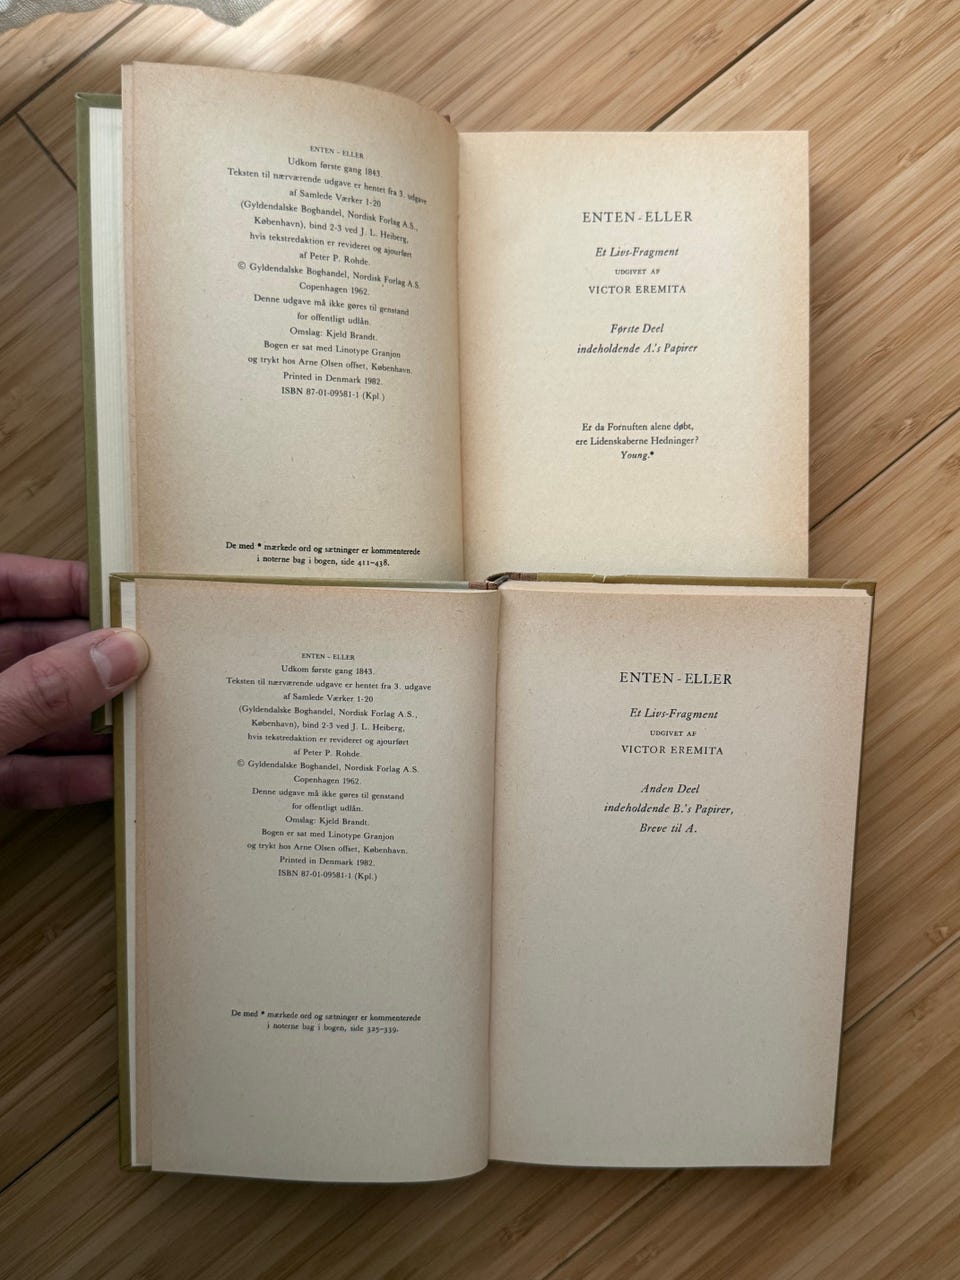 ENTEN - ELLER
Udkom første gang 1843.
Teksten til nærværende udgave er hentet fra 3. udgave
af Samlede Værker 1-20
(Gyldendalske Boghandel, Nordisk Forlag A.S.,
København), bind 2-3 ved J. L. Heiberg,
hvis tekstredaktion er revideret og ajourført
af Peter P. Rohde.
© Gyldendalske Boghandel, Nordisk Forlag A.S.
Copenhagen 1962.
Denne udgave må ikke gøres til genstand
for offentligt udlån.
Omslag: Kjeld Brandt.
Bogen er sat med Linotype Granjon
og trykt hos Arne Olsen offset, København.
Printed in Denmark 1982.
ISBN 87-01-09581-1 (Kpl.)
De med * mærkede ord og sætninger er kommenterede
i noterne bag i bogen, side 411-438.
ENTEN - ELLER
Et Livs-Fragment
UDGIVET AF
VICTOR EREMITA
Første Deel
indeholdende A.'s Papirer
Er da Fornuften alene døbt,
ere Lidenskaberne Hedninger?
Young.*
ENTEN - ELLER
Udkom første gang 1843.
Teksten til nærværende udgave er hentet fra 3. udgave
af Samlede Værker 1-20
(Gyldendalske Boghandel, Nordisk Forlag A.S.,
København), bind 2-3 ved J. L. Heiberg,
hvis tekstredaktion er revideret og ajourført
af Peter P. Rohde.
© Gyldendalske Boghandel, Nordisk Forlag A.S.
Copenhagen 1962.
Denne udgave må ikke gøres til genstand
for offentligt udlån.
Omslag: Kjeld Brandt.
Bogen er sat med Linotype Granjon
og trykt hos Arne Olsen offset, København.
Printed in Denmark 1982.
ISBN 87-01-09581-1 (Kpl.)
De med * mærkede ord og sætninger er kommenterede
i noterne bag i bogen, side 325-339.
ENTEN - ELLER
Et Livs-Fragment
UDGIVET AF
VICTOR EREMITA
Anden Deel
indeholdende B.'s Papirer,
Breve til A.